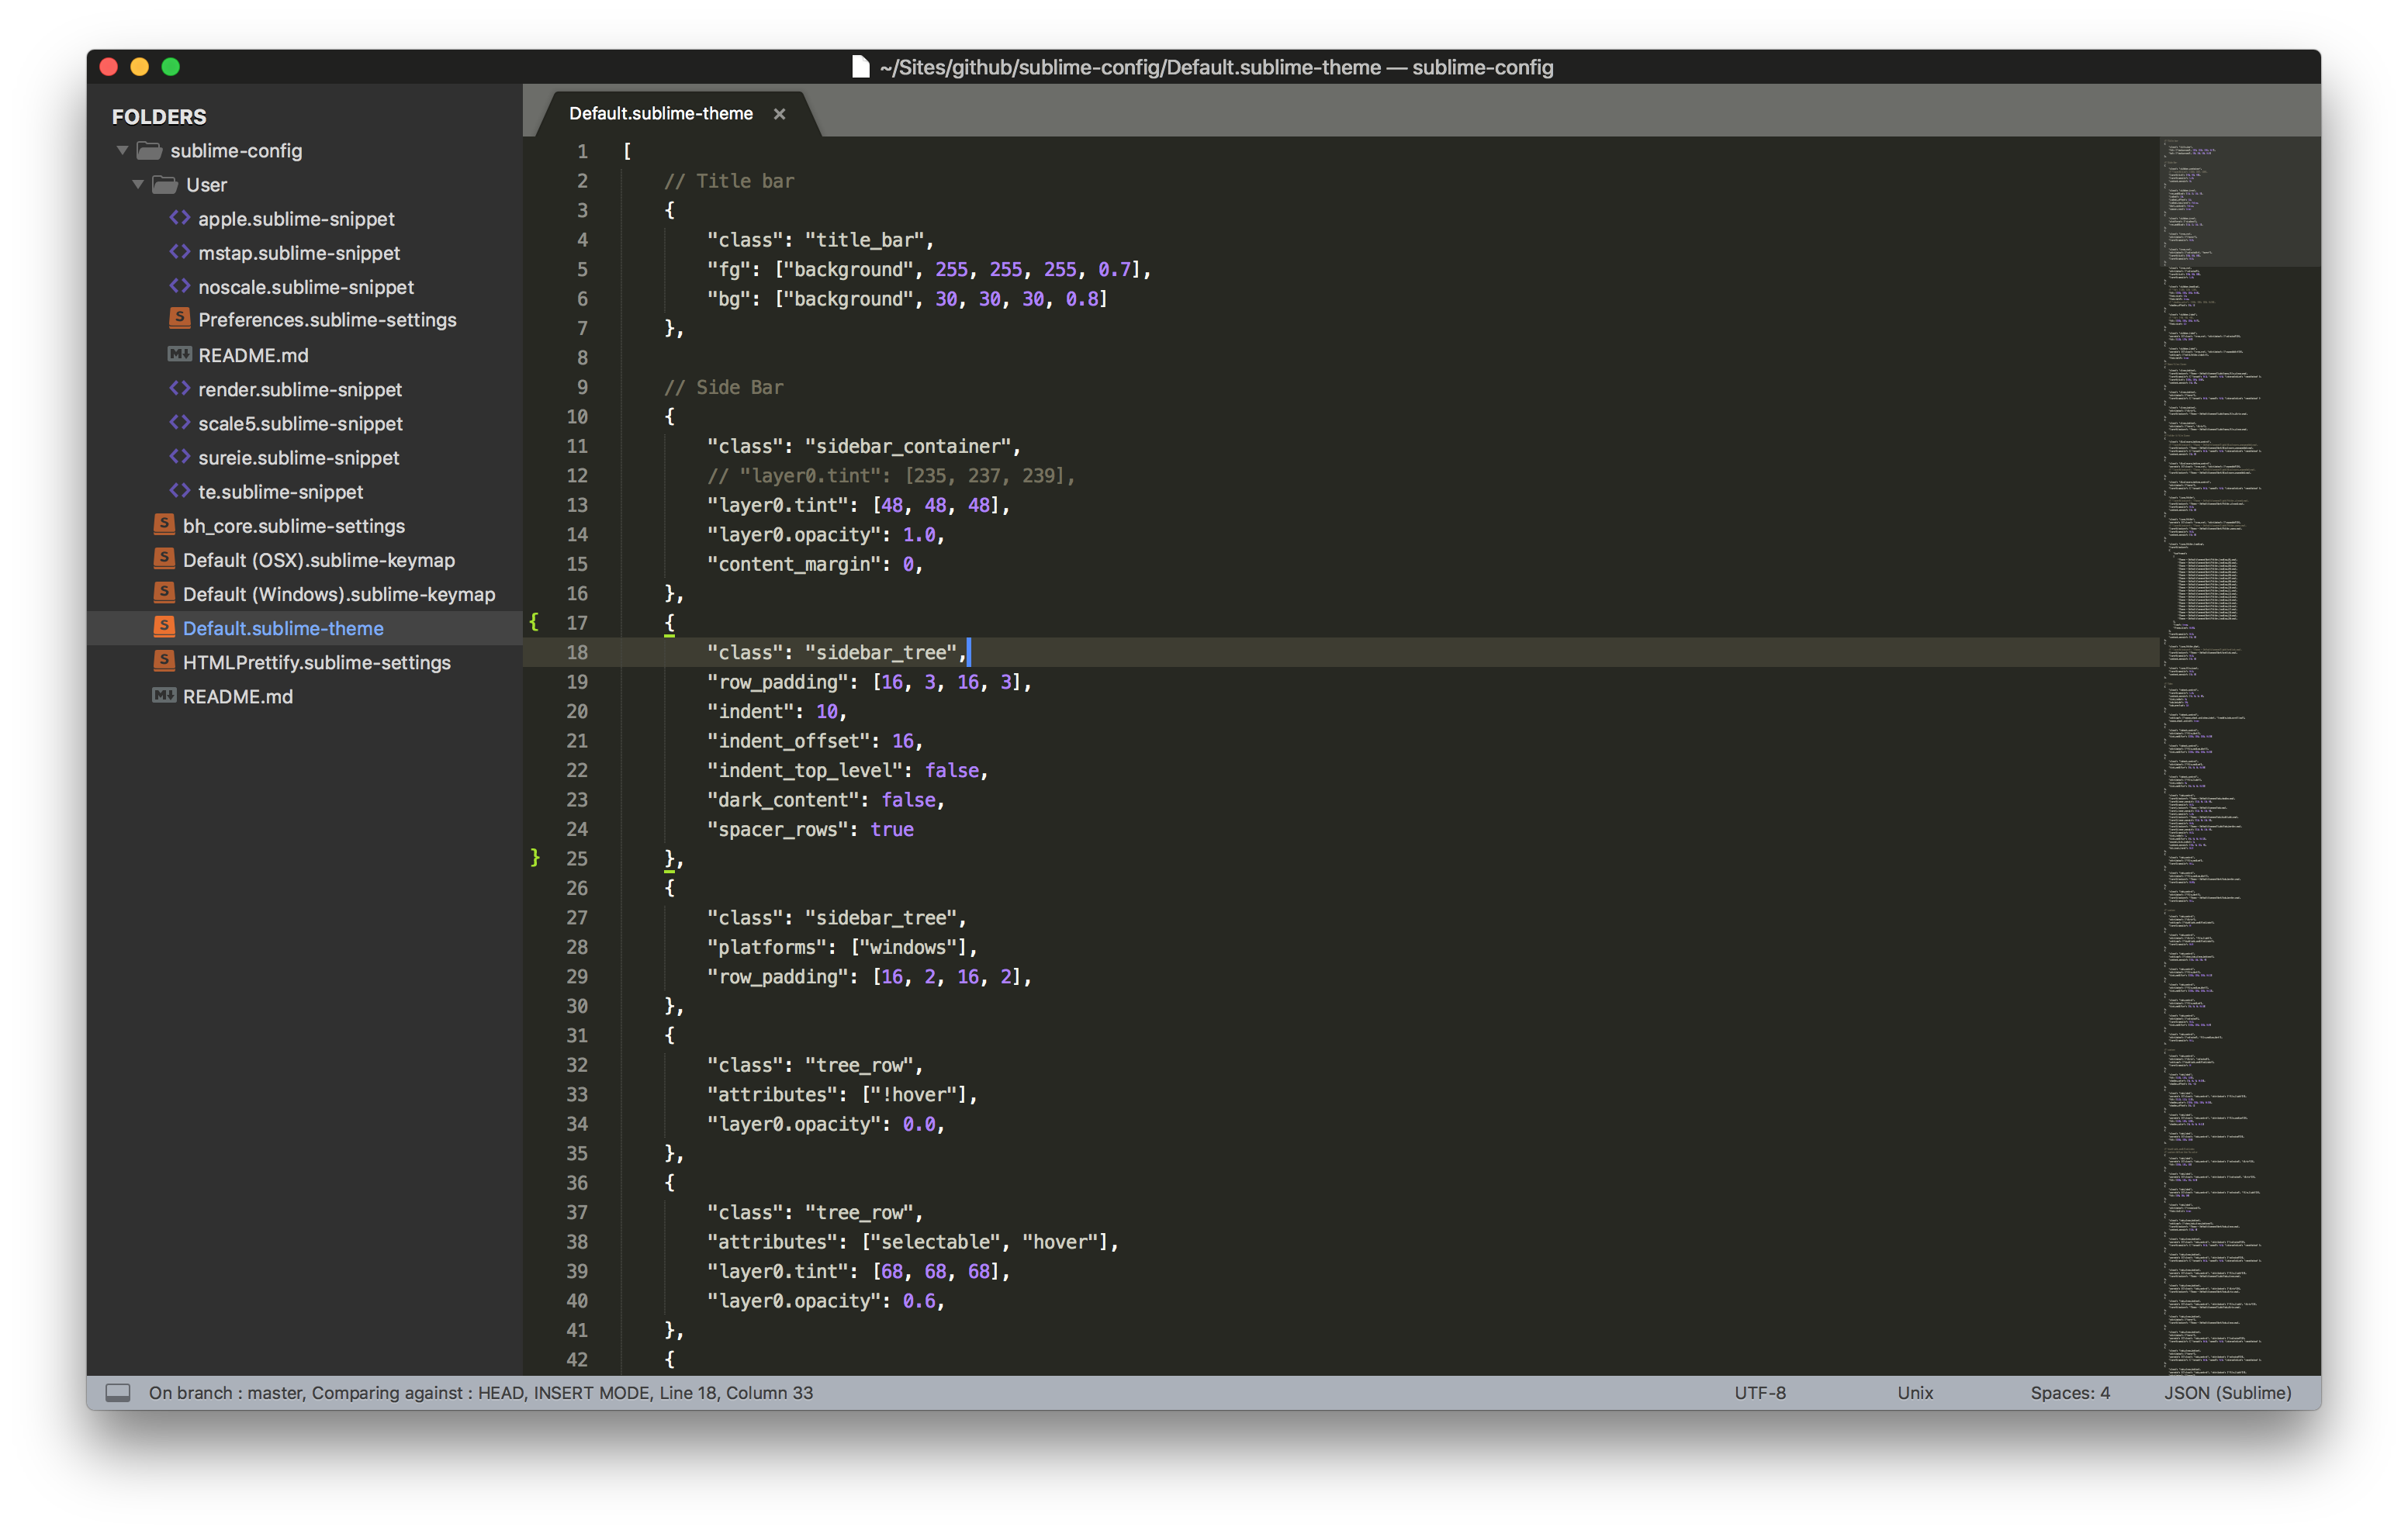 ~/Sites/github/sublime-config/Default.sublime-theme — sublime-config
FOLDERS
sublime-config
User
apple.sublime-snippet
mstap.sublime-snippet
noscale.sublime-snippet
Preferences.sublime-settings
README.md
render.sublime-snippet
scale5.sublime-snippet
sureie.sublime-snippet
te.sublime-snippet
bh_core.sublime-settings
Default (OSX).sublime-keymap
Default (Windows).sublime-keymap
Default.sublime-theme
HTMLPrettify.sublime-settings
README.md
Default.sublime-theme ×
1 [
2 // Title bar
3 {
4 "class": "title_bar",
5 "fg": ["background", 255, 255, 255, 0.7],
6 "bg": ["background", 30, 30, 30, 0.8]
7 },
8
9 // Side Bar
10 {
11 "class": "sidebar_container",
12 // "layer0.tint": [235, 237, 239],
13 "layer0.tint": [48, 48, 48],
14 "layer0.opacity": 1.0,
15 "content_margin": 0,
16 },
{ 17 {
18 "class": "sidebar_tree",
19 "row_padding": [16, 3, 16, 3],
20 "indent": 10,
21 "indent_offset": 16,
22 "indent_top_level": false,
23 "dark_content": false,
24 "spacer_rows": true
} 25 },
26 {
27 "class": "sidebar_tree",
28 "platforms": ["windows"],
29 "row_padding": [16, 2, 16, 2],
30 },
31 {
32 "class": "tree_row",
33 "attributes": ["!hover"],
34 "layer0.opacity": 0.0,
35 },
36 {
37 "class": "tree_row",
38 "attributes": ["selectable", "hover"],
39 "layer0.tint": [68, 68, 68],
40 "layer0.opacity": 0.6,
41 },
42 {
On branch : master, Comparing against : HEAD, INSERT MODE, Line 18, Column 33
UTF-8
Unix
Spaces: 4
JSON (Sublime)